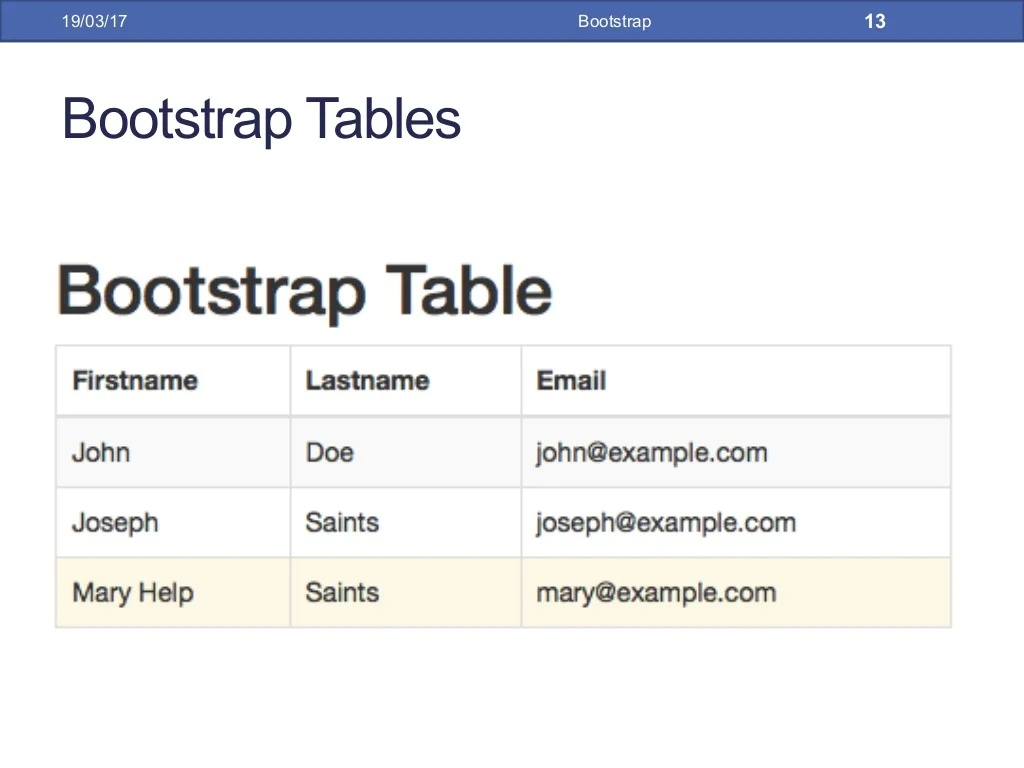 19/03/17 Bootstrap 13
Bootstrap Tables
Bootstrap Table
Firstname Lastname Email
John Doe john@example.com
Joseph Saints joseph@example.com
Mary Help Saints mary@example.com